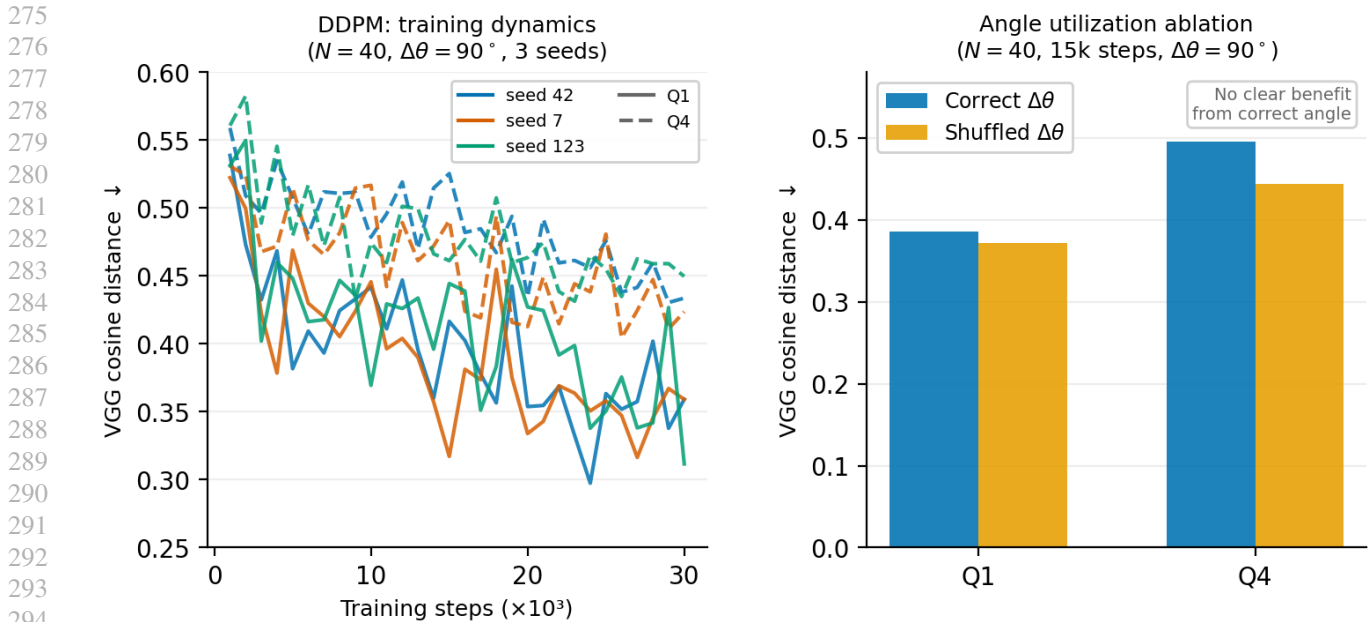 275
276
277
278
279
280
281
282
283
284
285
286
287
288
289
290
291
292
293
294
DDPM: training dynamics
(N = 40, Δθ = 90°, 3 seeds)
0.60
0.55
0.50
0.45
0.40
0.35
0.30
0.25
VGG cosine distance ↓
seed 42
seed 7
seed 123
Q1
Q4
0
10
20
30
Training steps (×10³)
Angle utilization ablation
(N = 40, 15k steps, Δθ = 90°)
0.5
0.4
0.3
0.2
0.1
0.0
VGG cosine distance ↓
Correct Δθ
Shuffled Δθ
No clear benefit
from correct angle
Q1
Q4